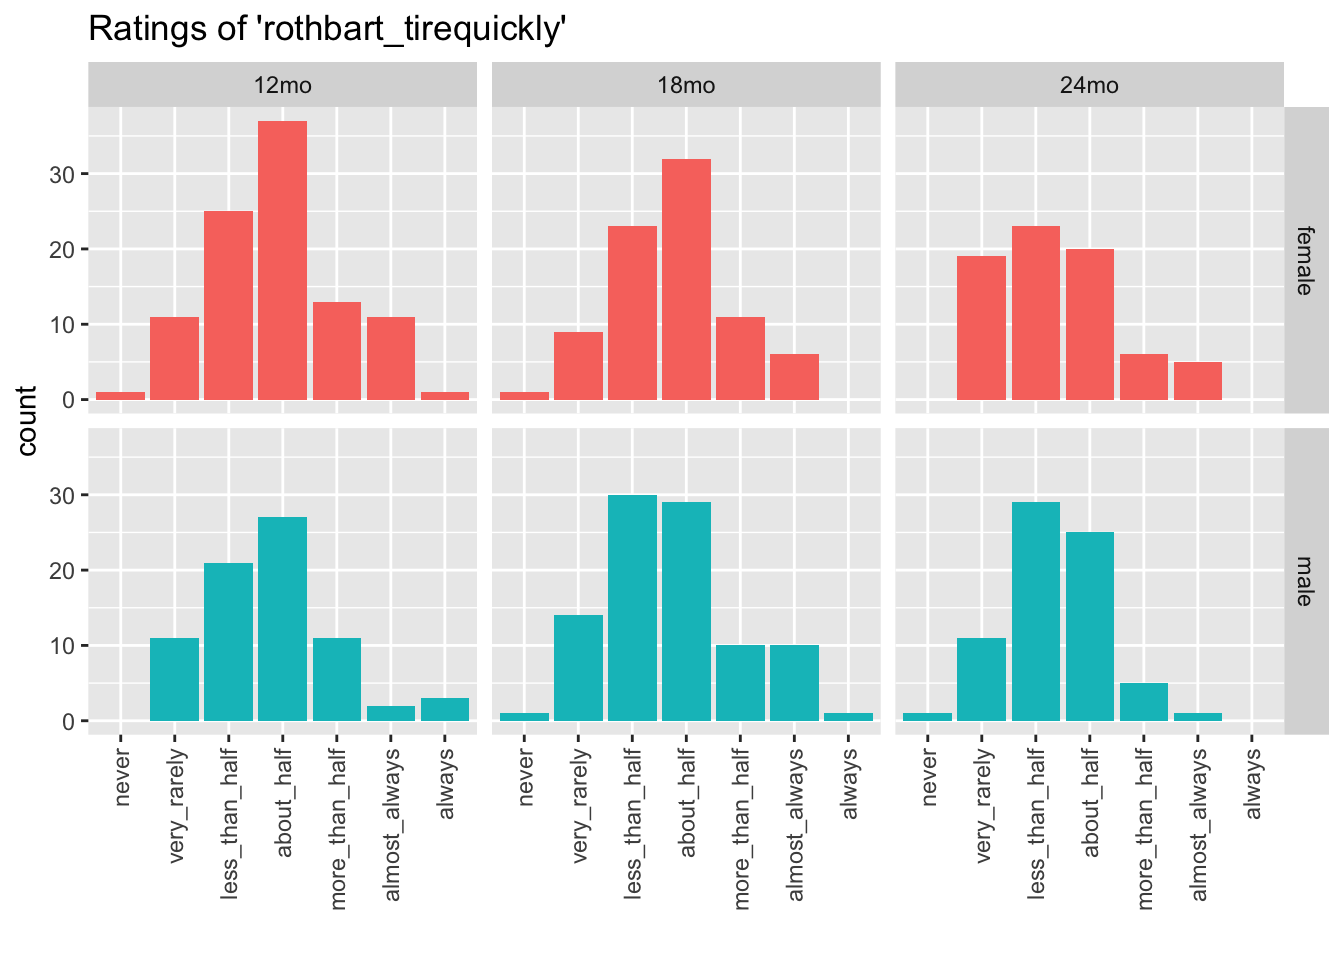 Ratings of 'rothbart_tirequickly'
12mo
18mo
24mo
30
20
10
0
female
count
30
20
10
0
male
never
very_rarely
less_than_half
about_half
more_than_half
almost_always
always
never
very_rarely
less_than_half
about_half
more_than_half
almost_always
always
never
very_rarely
less_than_half
about_half
more_than_half
almost_always
always